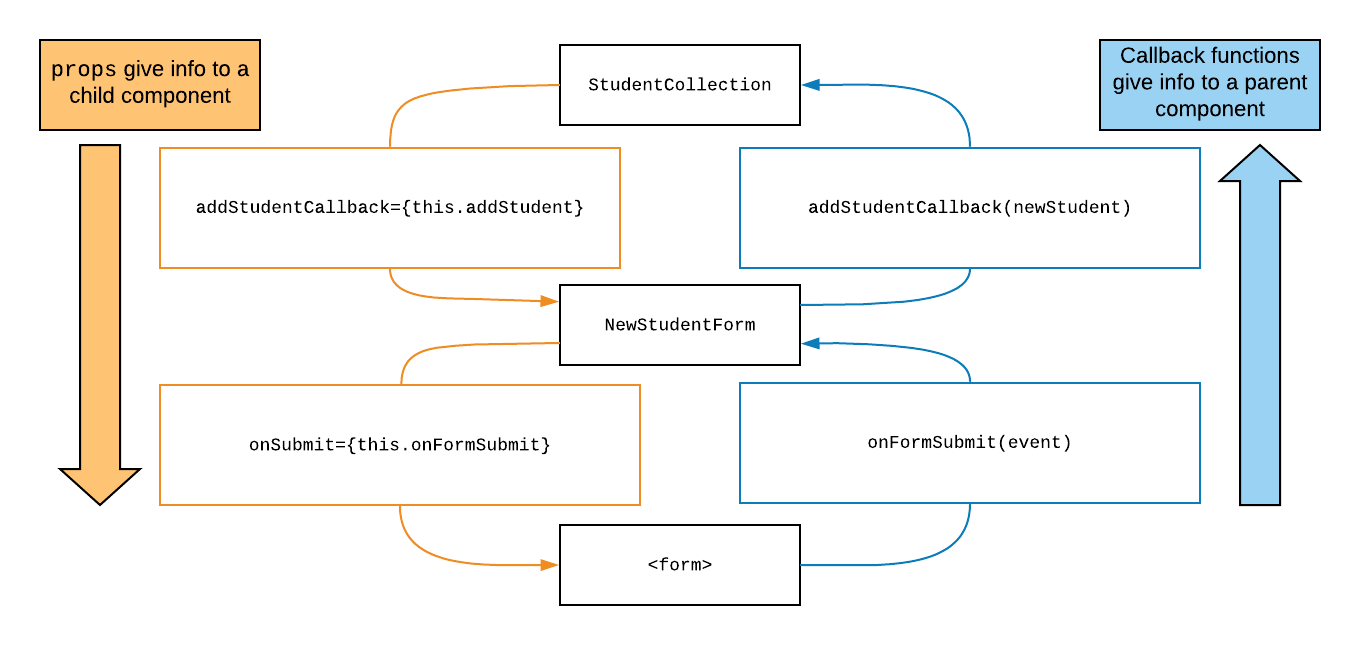 props give info to a
child component
StudentCollection
Callback functions
give info to a parent
component
addStudentCallback={this.addStudent}
addStudentCallback(newStudent)
NewStudentForm
onSubmit={this.onFormSubmit}
onFormSubmit(event)
<form>